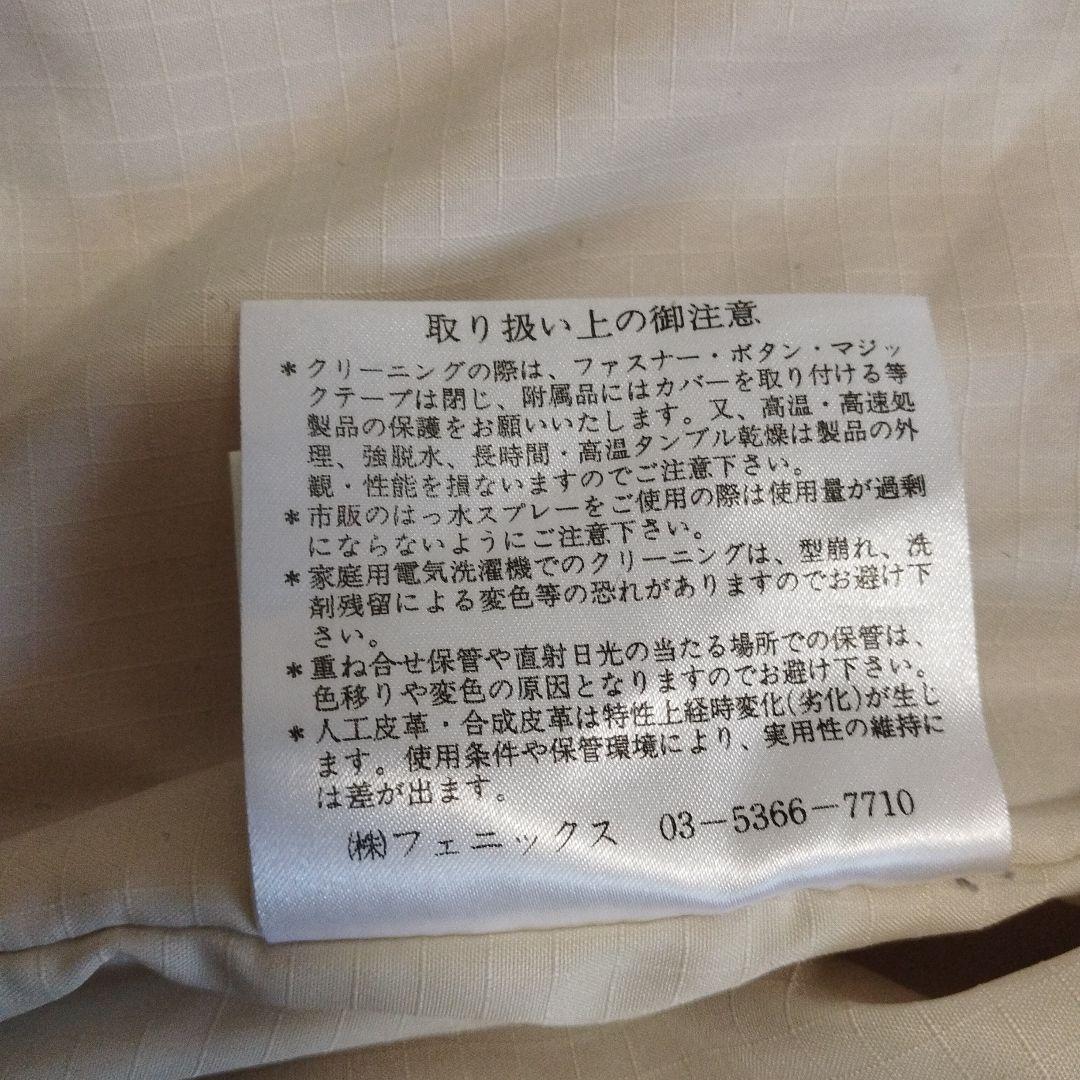 取り扱い上の御注意
＊クリーニングの際は、ファスナー・ボタン・マジッ
クテープは閉じ、附属品にはカバーを取り付ける等
製品の保護をお願いいたします。又、高温・高速処
理、強脱水、長時間・高温タンブル乾燥は製品の外
観・性能を損ないますのでご注意下さい。
＊市販のはっ水スプレーをご使用の際は使用量が過剰
にならないようにご注意下さい。
＊家庭用電気洗濯機でのクリーニングは、型崩れ、洗
剤残留による変色等の恐れがありますのでお避け下
さい。
＊重ね合せ保管や直射日光の当たる場所での保管は、
色移りや変色の原因となりますのでお避け下さい。
＊人工皮革・合成皮革は特性上経時変化(劣化)が生じ
ます。使用条件や保管環境により、実用性の維持に
は差が出ます。
㈱フェニックス 03-5366-7710